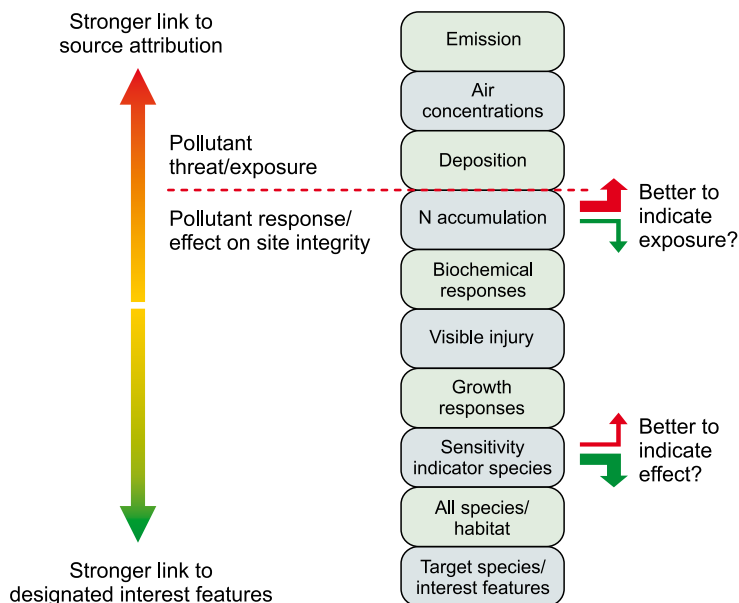 Stronger link to
source attribution
Pollutant
threat/exposure
Pollutant response/
effect on site integrity
Stronger link to
designated interest features
Emission
Air
concentrations
Deposition
N accumulation
Biochemical
responses
Visible injury
Growth
responses
Sensitivity
indicator species
All species/
habitat
Target species/
interest features
Better to
indicate
exposure?
Better to
indicate
effect?